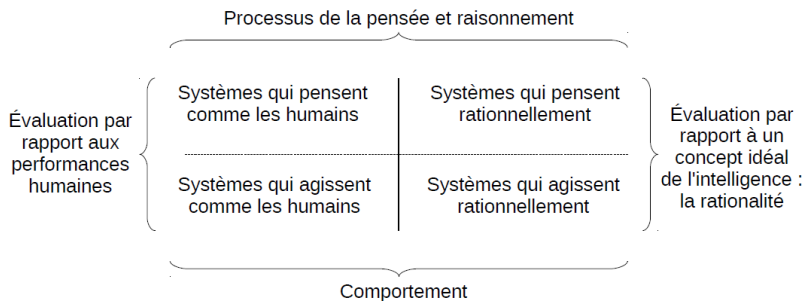 Processus de la pensée et raisonnement
Évaluation par
rapport aux
performances
humaines
Systèmes qui pensent
comme les humains
Systèmes qui pensent
rationnellement
Systèmes qui agissent
comme les humains
Systèmes qui agissent
rationnellement
Évaluation par
rapport à un
concept idéal
de l'intelligence :
la rationalité
Comportement